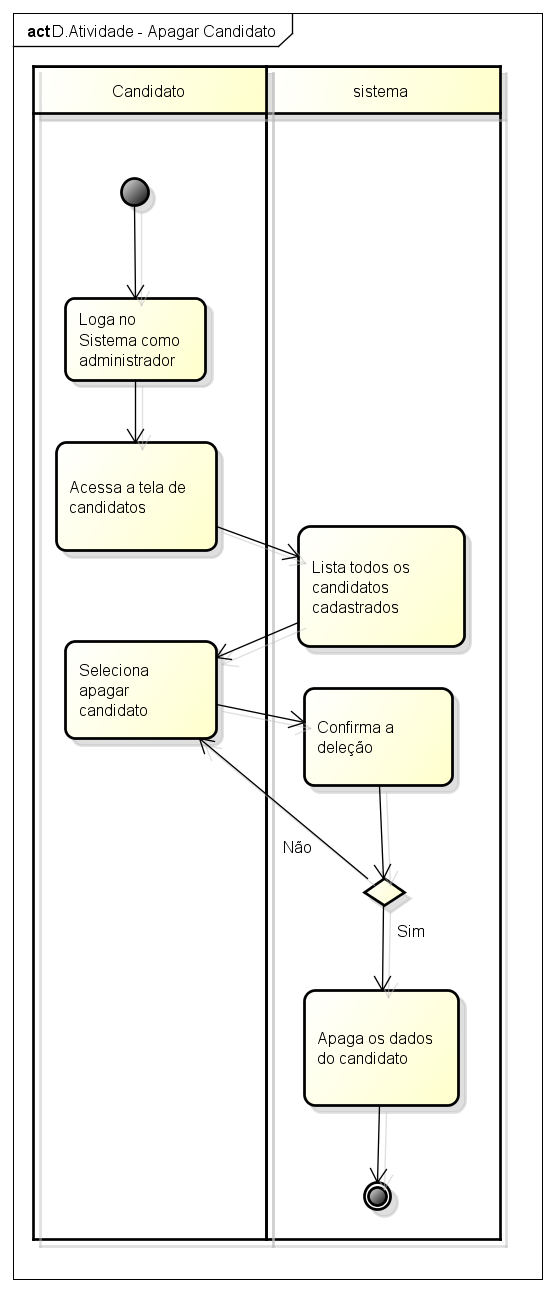 act D.Atividade - Apagar Candidato
Candidato
sistema
Loga no
Sistema como
administrador
Acessa a tela de
candidatos
Lista todos os
candidatos
cadastrados
Seleciona
apagar
candidato
Confirma a
deleção
Não
Sim
Apaga os dados
do candidato